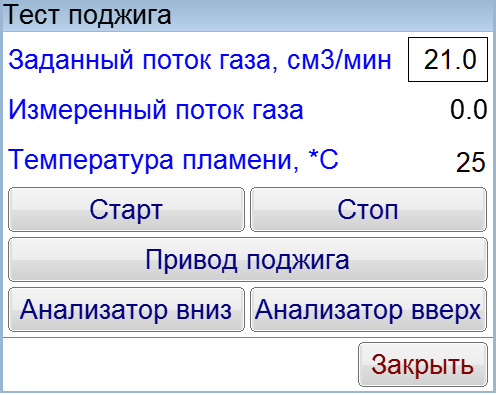 Тест поджига
Заданный поток газа, см3/мин 21.0
Измеренный поток газа 0.0
Температура пламени, *С 25
Старт Стоп
Привод поджига
Анализатор вниз Анализатор вверх
Закрыть